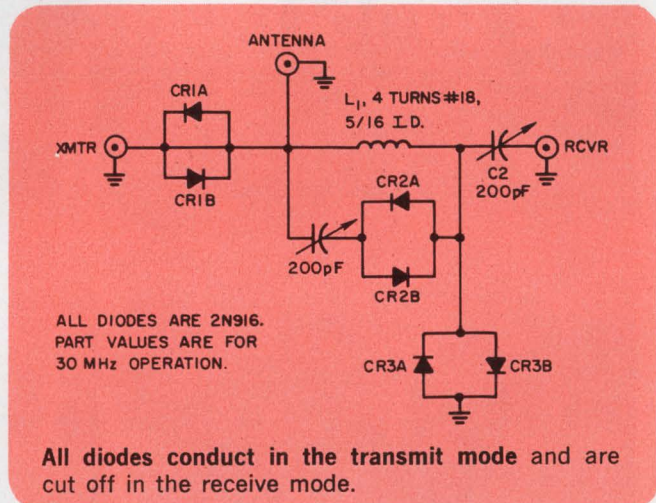 ANTENNA
CR1A
XMTR
CR1B
L1, 4 TURNS #18,
5/16 I.D.
RCVR
C2
200pF
CR2A
200pF
CR2B
ALL DIODES ARE 2N916.
PART VALUES ARE FOR
30 MHz OPERATION.
CR3A
CR3B
All diodes conduct in the transmit mode and are
cut off in the receive mode.